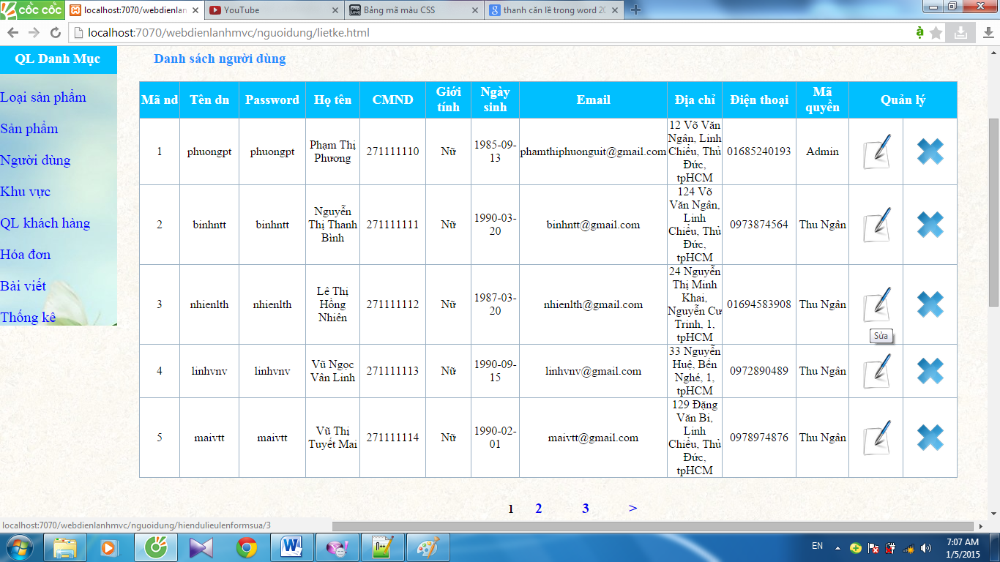 cốc cốc
localhost:7070/webdienlan
YouTube
Bảng mã màu CSS
thanh căn lề trong word 20
localhost:7070/webdienlanhmvc/nguoidung/lietke.html
QL Danh Mục
Loại sản phẩm
Sản phẩm
Người dùng
Khu vực
QL khách hàng
Hóa đơn
Bài viết
Thống kê
Danh sách người dùng
Mã nd Tên dn Password Họ tên CMND Giới tính Ngày sinh Email Địa chỉ Điện thoại Mã quyền Quản lý
1 phuongpt phuongpt Phạm Thị Phương 271111110 Nữ 1985-09-13 phamthiphuonguit@gmail.com 12 Võ Văn Ngân, Linh Chiểu, Thủ Đức, tpHCM 01685240193 Admin
2 binhntt binhntt Nguyễn Thị Thanh Bình 271111111 Nữ 1990-03-20 binhntt@gmail.com 124 Võ Văn Ngân, Linh Chiểu, Thủ Đức, tpHCM 0973874564 Thu Ngân
3 nhienlth nhienlth Lê Thị Hồng Nhiên 271111112 Nữ 1987-03-20 nhienlth@gmail.com 24 Nguyễn Thị Minh Khai, Nguyễn Cư Trinh, 1, tpHCM 01694583908 Thu Ngân
Sửa
4 linhvnv linhvnv Vũ Ngọc Vân Linh 271111113 Nữ 1990-09-15 linhvnv@gmail.com 33 Nguyễn Huệ, Bến Nghé, 1, tpHCM 0972890489 Thu Ngân
5 maivtt maivtt Vũ Thị Tuyết Mai 271111114 Nữ 1990-02-01 maivtt@gmail.com 129 Đặng Văn Bi, Linh Chiểu, Thủ Đức, tpHCM 0978974876 Thu Ngân
1 2 3 >
localhost:7070/webdienlanhmvc/nguoidung/hiendulieulenformsua/3
EN
7:07 AM
1/5/2015